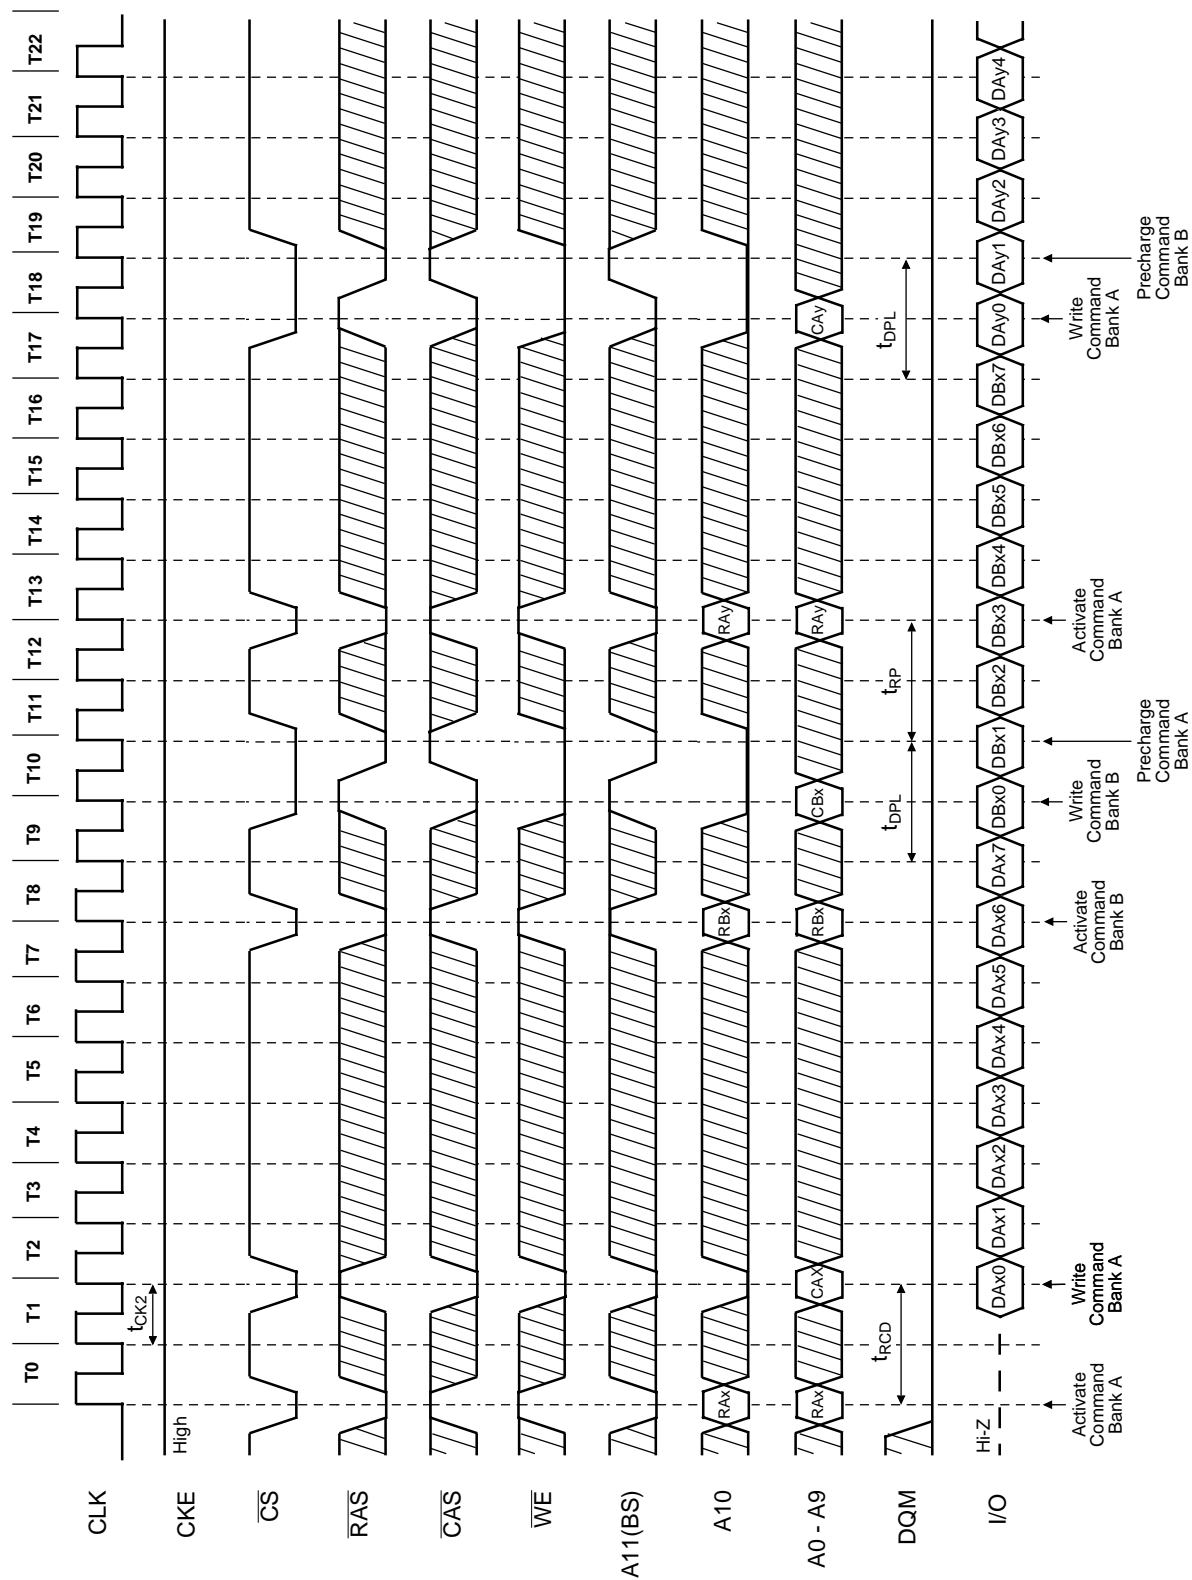 T0 T1 T2 T3 T4 T5 T6 T7 T8 T9 T10 T11 T12 T13 T14 T15 T16 T17 T18 T19 T20 T21 T22
CLK
tCK2
CKE
High
CS
RAS
CAS
WE
A11(BS)
A10
RAx RBx RAy
A0 - A9
RAx CAX RBx CBx RAy CAy
DQM
tRCD tDPL tRP tDPL
I/O
Hi-Z
DAx0 DAx1 DAx2 DAx3 DAx4 DAx5 DAx6 DAx7 DBx0 DBx1 DBx2 DBx3 DBx4 DBx5 DBx6 DBx7 DAy0 DAy1 DAy2 DAy3 DAy4
Activate
Command
Bank A
Write
Command
Bank A
Activate
Command
Bank B
Write
Command
Bank B
Precharge
Command
Bank A
Activate
Command
Bank A
Write
Command
Bank A
Precharge
Command
Bank B